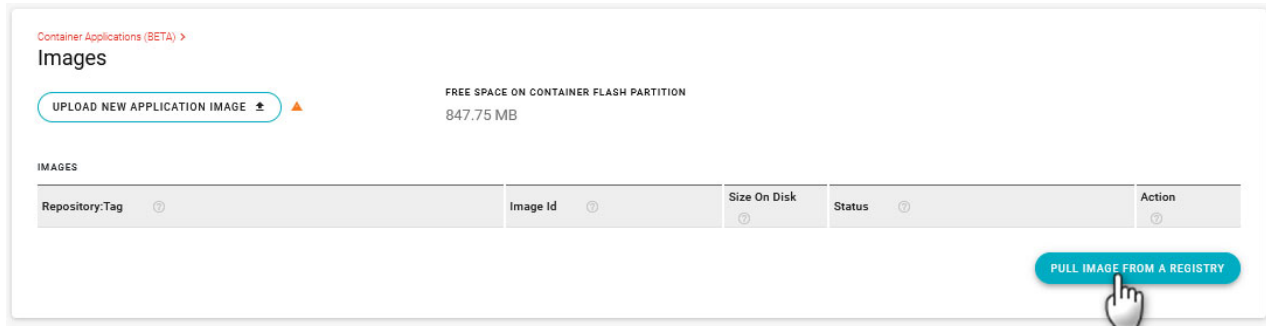 Container Applications (BETA) >
Images
UPLOAD NEW APPLICATION IMAGE
FREE SPACE ON CONTAINER FLASH PARTITION
847.75 MB
IMAGES
Repository:Tag ? Image Id ? Size On Disk ? Status ? Action ?
PULL IMAGE FROM A REGISTRY